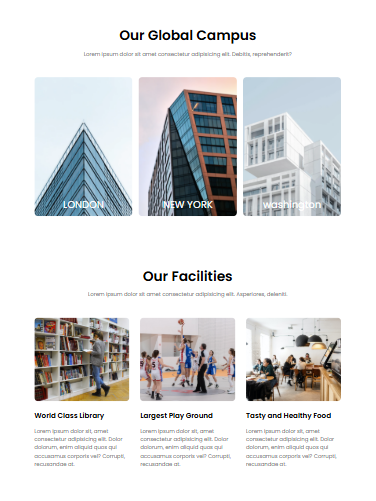 Our Global Campus
Lorem ipsum dolor sit amet consectetur adipisicing elit. Debitis, reprehenderit?
LONDON
NEW YORK
washington
Our Facilities
Lorem ipsum dolor sit amet consectetur adipisicing elit. Asperiores, deleniti.
World Class Library
Lorem ipsum dolor sit, amet
consectetur adipisicing elit. Dolor
dolorum, enim aliquid quos qui
accusamus corporis vel? Corrupti,
recusandae at.
Largest Play Ground
Lorem ipsum dolor sit, amet
consectetur adipisicing elit. Dolor
dolorum, enim aliquid quos qui
accusamus corporis vel? Corrupti,
recusandae at.
Tasty and Healthy Food
Lorem ipsum dolor sit, amet
consectetur adipisicing elit. Dolor
dolorum, enim aliquid quos qui
accusamus corporis vel? Corrupti,
recusandae at.